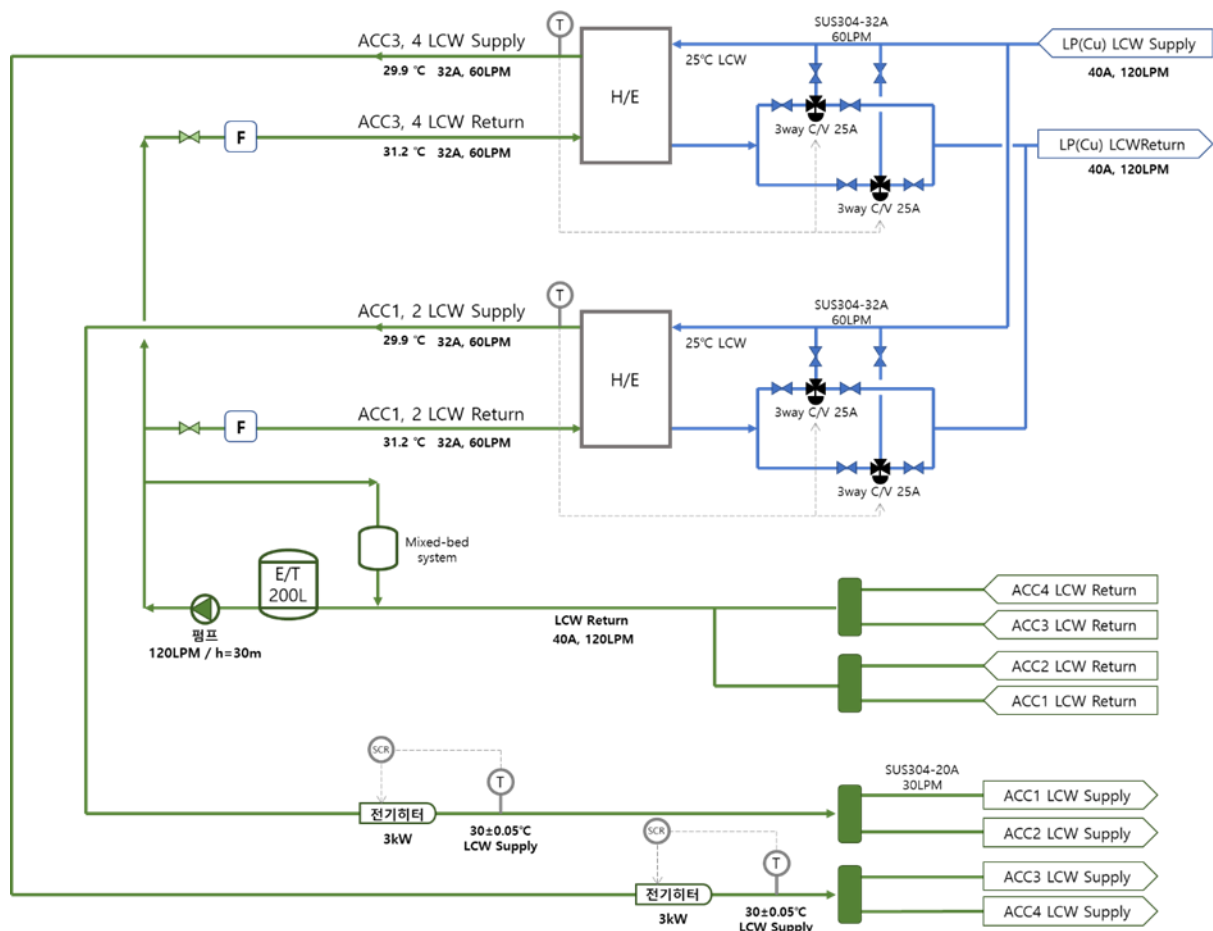 SUS304-32A
60LPM
T
ACC3, 4 LCW Supply
29.9 ℃ 32A, 60LPM
H/E
25℃ LCW
LP(Cu) LCW Supply
40A, 120LPM
F
ACC3, 4 LCW Return
31.2 ℃ 32A, 60LPM
3way C/V 25A
LP(Cu) LCWReturn
40A, 120LPM
3way C/V 25A
SUS304-32A
60LPM
T
ACC1, 2 LCW Supply
29.9 ℃ 32A, 60LPM
H/E
25℃ LCW
F
ACC1, 2 LCW Return
31.2 ℃ 32A, 60LPM
3way C/V 25A
3way C/V 25A
Mixed-bed
system
E/T
200L
펌프
120LPM / h=30m
LCW Return
40A, 120LPM
ACC4 LCW Return
ACC3 LCW Return
ACC2 LCW Return
ACC1 LCW Return
SCR
T
전기히터
3kW
30±0.05℃
LCW Supply
SUS304-20A
30LPM
ACC1 LCW Supply
ACC2 LCW Supply
SCR
T
전기히터
3kW
30±0.05℃
LCW Supply
ACC3 LCW Supply
ACC4 LCW Supply